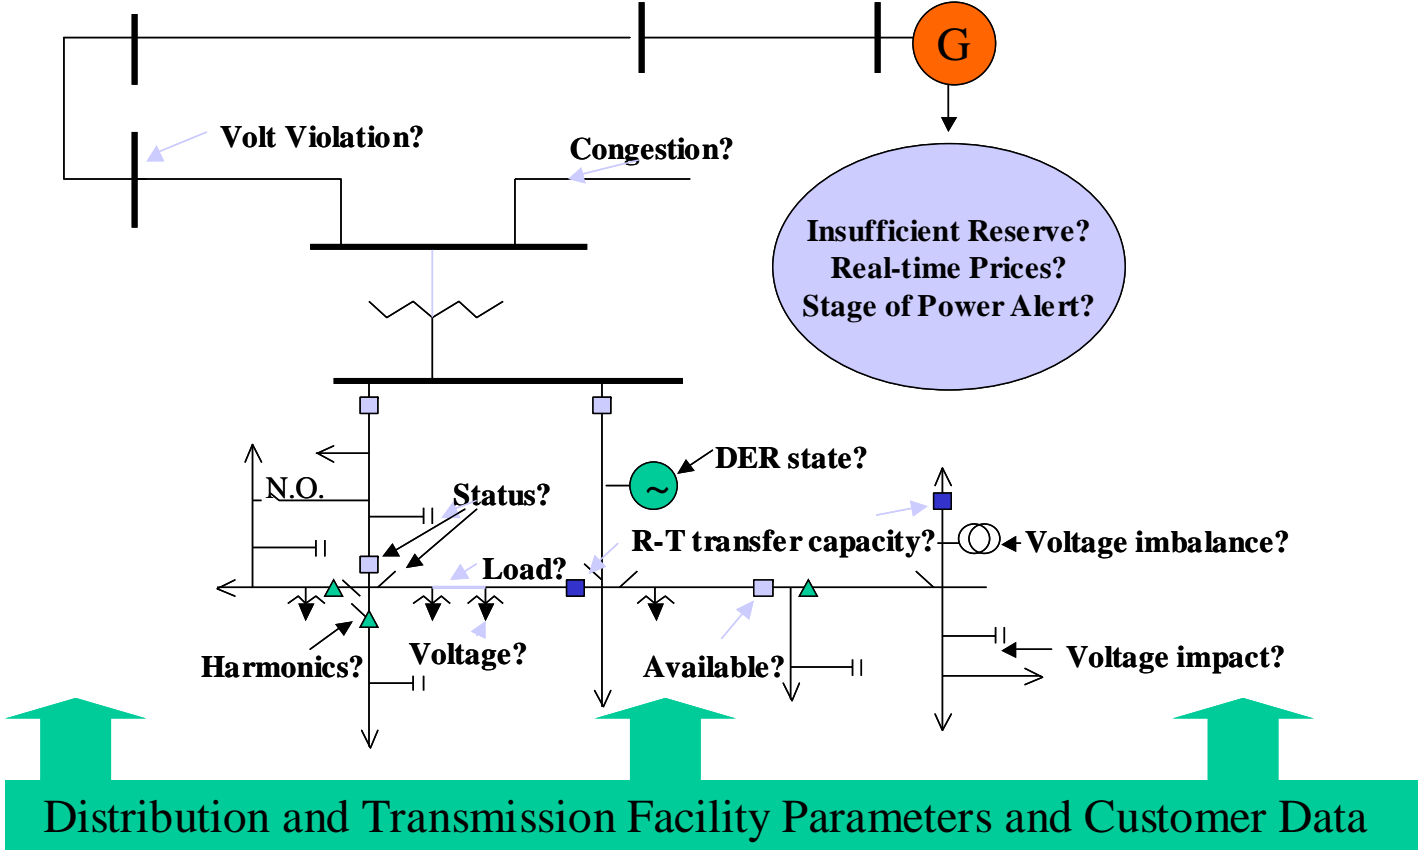 G
Volt Violation?
Congestion?
Insufficient Reserve?
Real-time Prices?
Stage of Power Alert?
DER state?
~
N.O.
Status?
R-T transfer capacity?
Voltage imbalance?
Load?
Harmonics?
Voltage?
Available?
Voltage impact?
Distribution and Transmission Facility Parameters and Customer Data